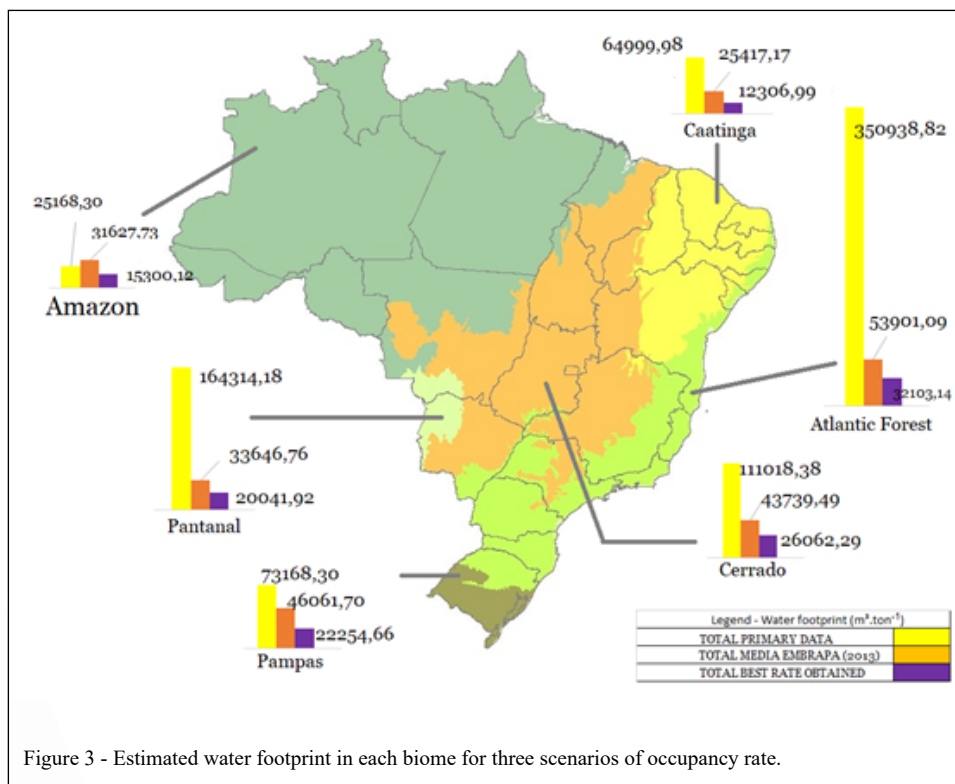 64999,98
25417,17
12306,99
Caatinga
350938,82
53901,09
32103,14
Atlantic Forest
25168,30
31627,73
15300,12
Amazon
164314,18
33646,76
20041,92
Pantanal
111018,38
43739,49
26062,29
Cerrado
73168,30
46061,70
22254,66
Pampas
Legend - Water footprint (m³.ton⁻¹)
TOTAL PRIMARY DATA
TOTAL MEDIA EMBRAPA (2013)
TOTAL BEST RATE OBTAINED
Figure 3 - Estimated water footprint in each biome for three scenarios of occupancy rate.